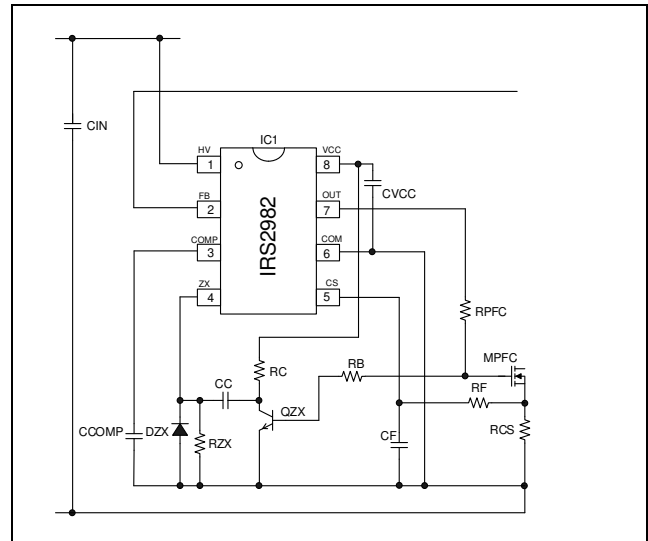 CIN
IC1
HV
1
VCC
8
CVCC
FB
2
OUT
7
COMP
3
COM
6
ZX
4
CS
5
IRS2982
RPFC
MPFC
RC
RB
RF
CC
QZX
RCS
CCOMP
DZX
RZX
CF